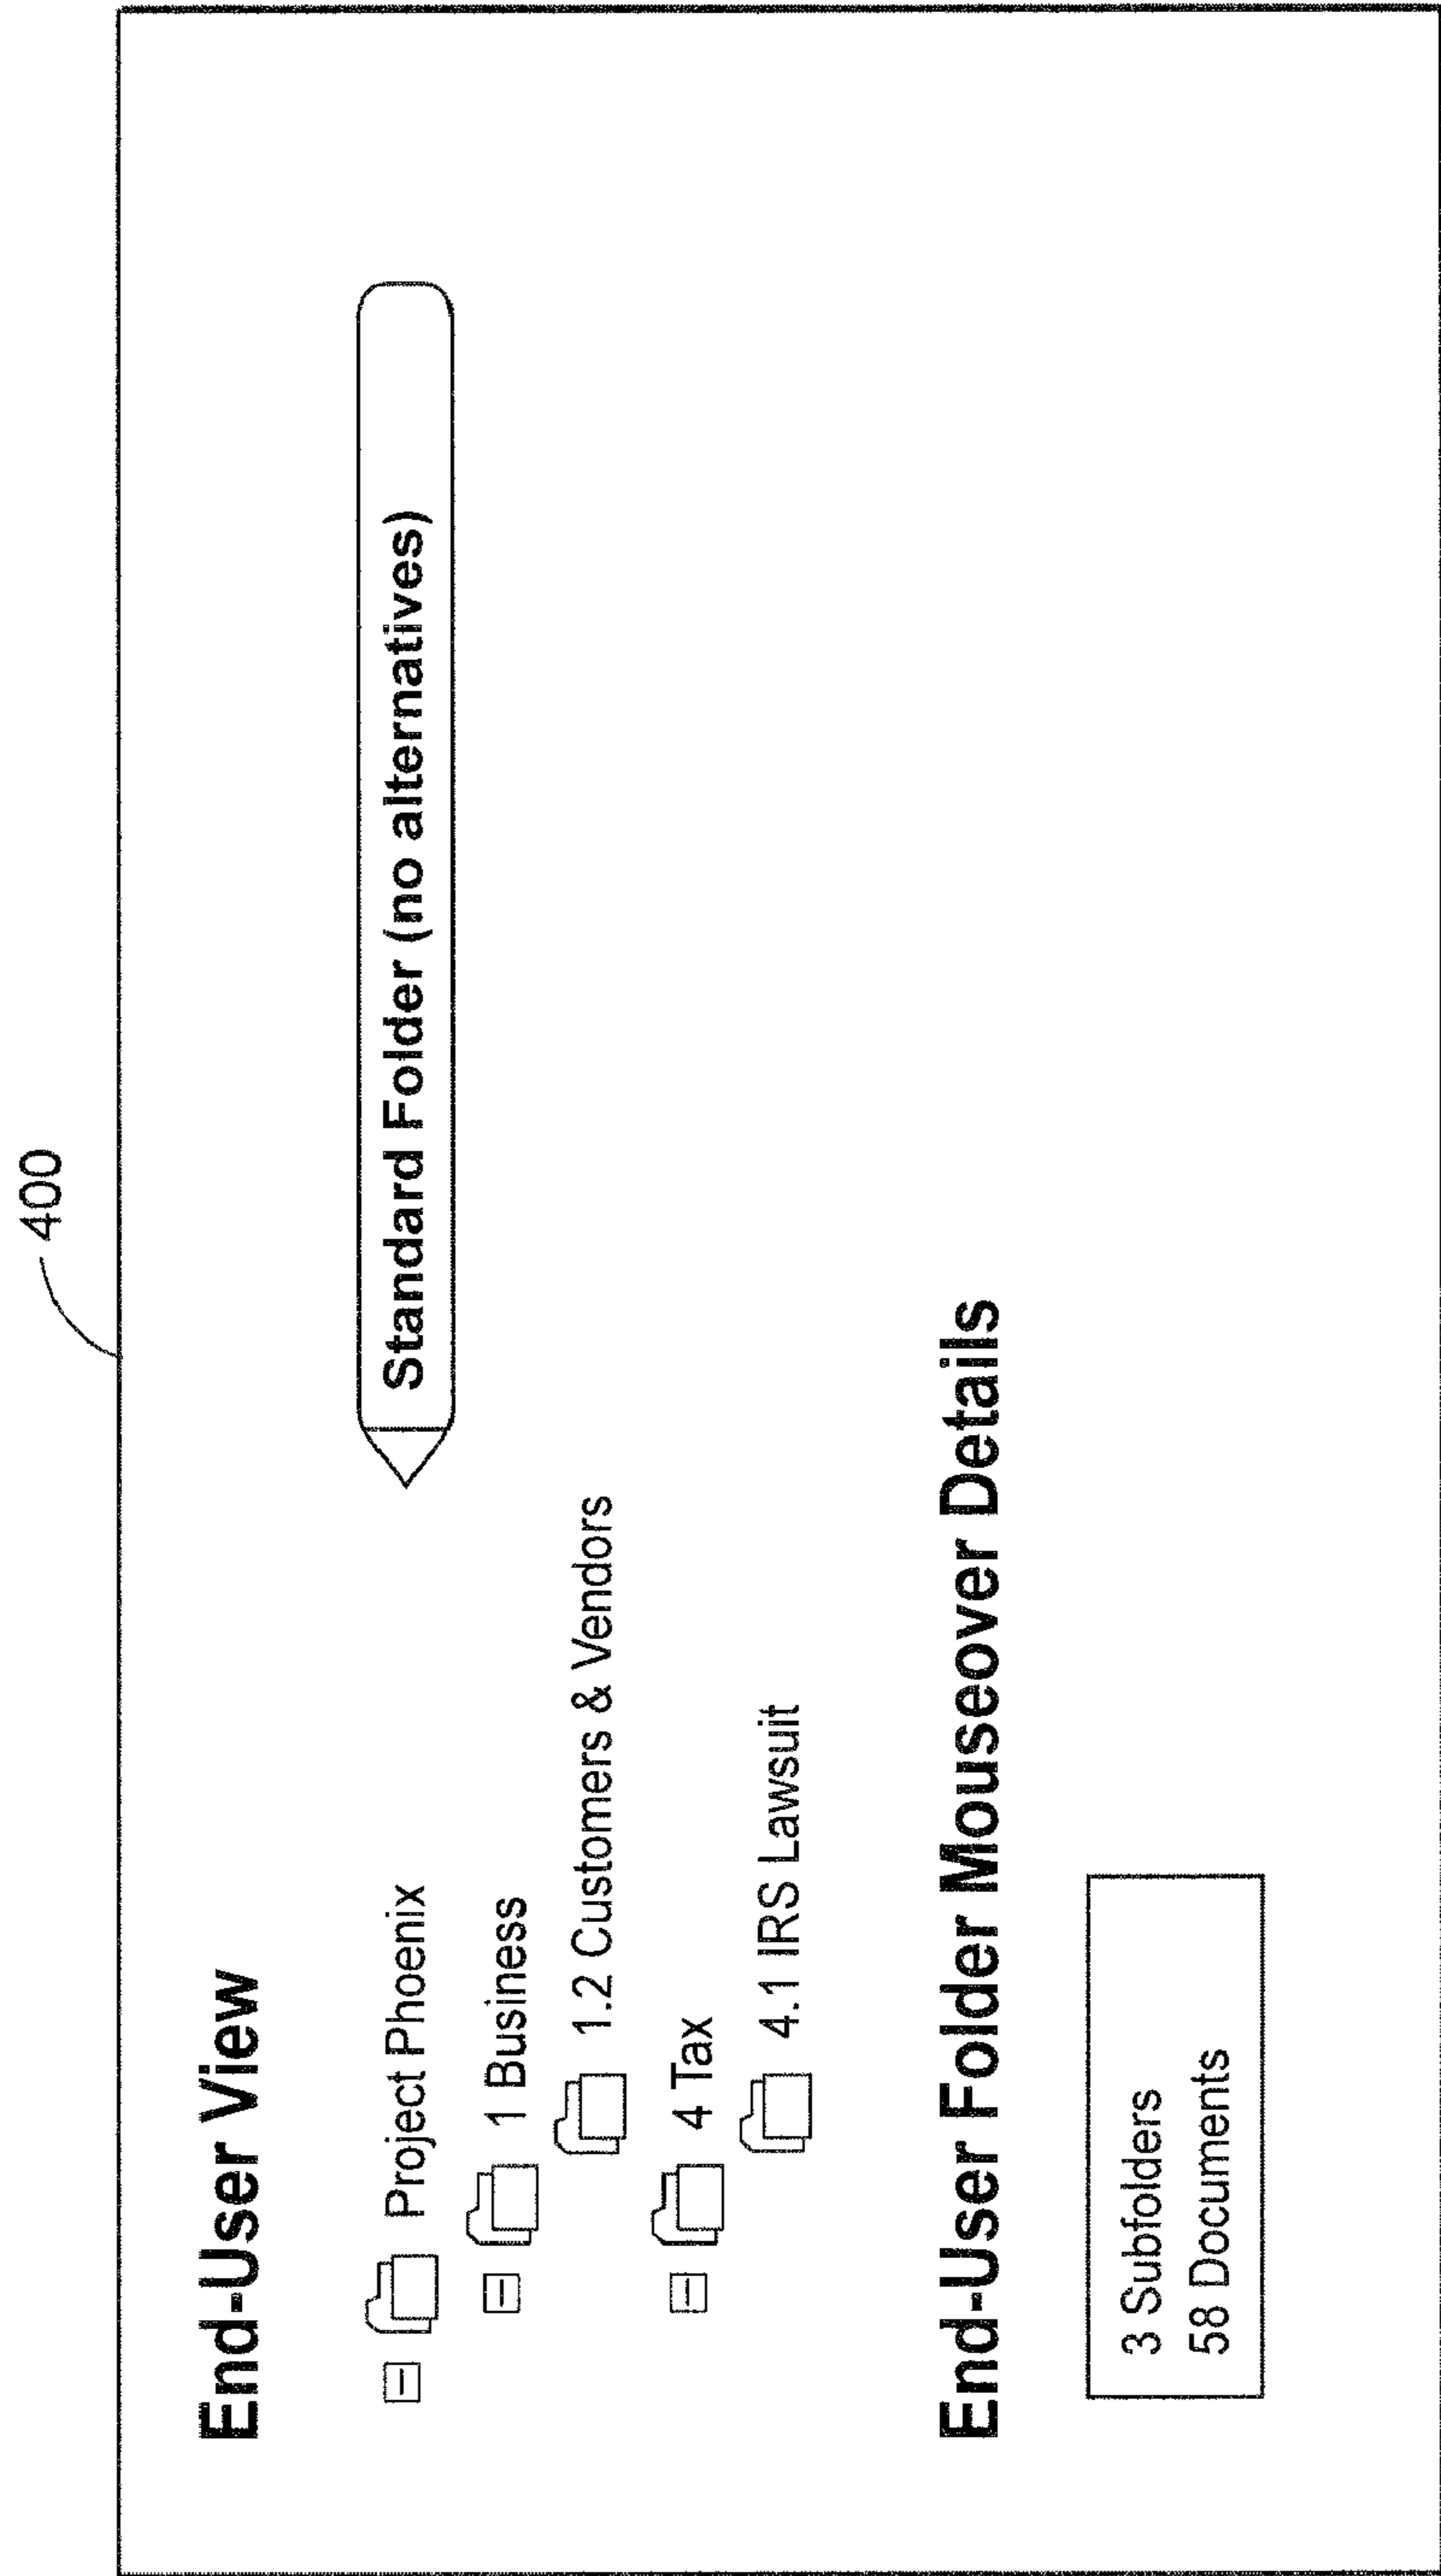 400
End-User View
Project Phoenix
Standard Folder (no alternatives)
1 Business
1.2 Customers & Vendors
4 Tax
4.1 IRS Lawsuit
End-User Folder Mouseover Details
3 Subfolders
58 Documents